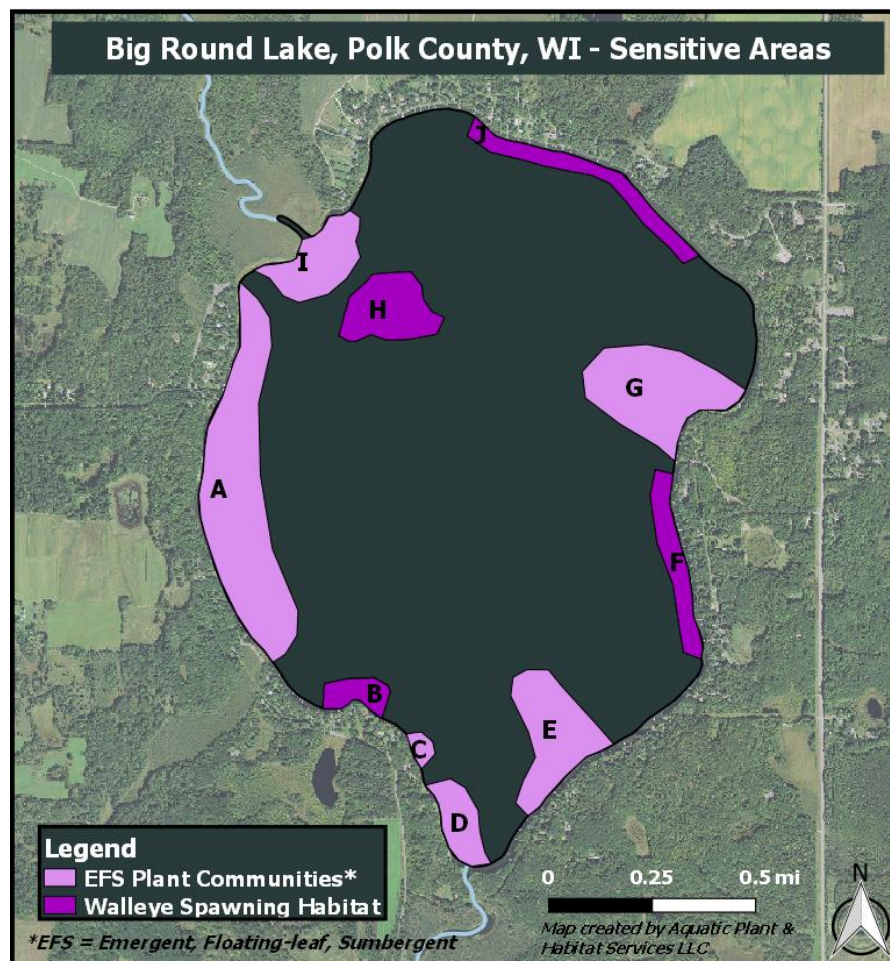 Big Round Lake, Polk County, WI - Sensitive Areas
J
I
H
G
A
F
B
E
C
D
Legend
EFS Plant Communities*
Walleye Spawning Habitat
*EFS = Emergent, Floating-leaf, Sumbergent
0 0.25 0.5 mi
Map created by Aquatic Plant &
Habitat Services LLC
N